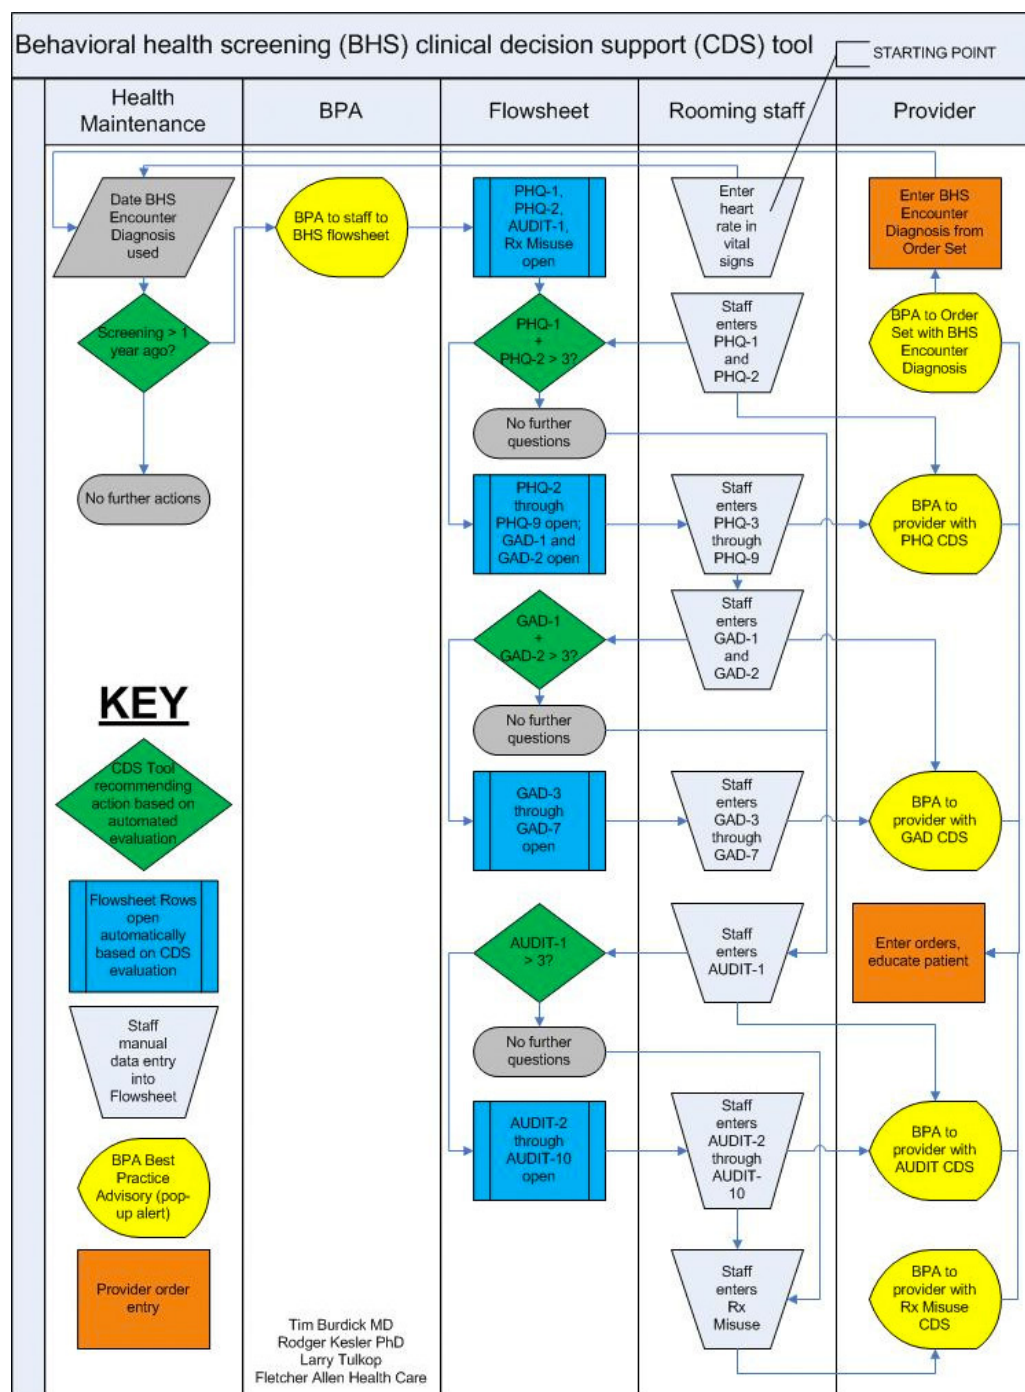 Behavioral health screening (BHS) clinical decision support (CDS) tool
STARTING POINT
Health
Maintenance
BPA
Flowsheet
Rooming staff
Provider
Date BHS
Encounter
Diagnosis
used
BPA to staff to
BHS flowsheet
PHQ-1,
PHQ-2,
AUDIT-1,
Rx Misuse
open
Enter
heart
rate in
vital
signs
Enter BHS
Encounter
Diagnosis from
Order Set
Screening > 1
year ago?
PHQ-1
+
PHQ-2 > 3?
Staff
enters
PHQ-1
and
PHQ-2
BPA to Order
Set with BHS
Encounter
Diagnosis
No further
questions
No further actions
PHQ-2
through
PHQ-9 open;
GAD-1 and
GAD-2 open
Staff
enters
PHQ-3
through
PHQ-9
BPA to
provider with
PHQ CDS
GAD-1
+
GAD-2 > 3?
Staff
enters
GAD-1
and
GAD-2
No further
questions
KEY
CDS Tool
recommending
action based on
automated
evaluation
GAD-3
through
GAD-7
open
Staff
enters
GAD-3
through
GAD-7
BPA to
provider with
GAD CDS
Flowsheet Rows
open
automatically
based on CDS
evaluation
AUDIT-1
> 3?
Staff
enters
AUDIT-1
Enter orders,
educate patient
Staff
manual
data entry
into
Flowsheet
No further
questions
AUDIT-2
through
AUDIT-10
open
Staff
enters
AUDIT-2
through
AUDIT-
10
BPA to
provider with
AUDIT CDS
BPA Best
Practice
Advisory (pop-
up alert)
Provider order
entry
Staff
enters
Rx
Misuse
BPA to
provider with
Rx Misuse
CDS
Tim Burdick MD
Rodger Kesler PhD
Larry Tulkop
Fletcher Allen Health Care